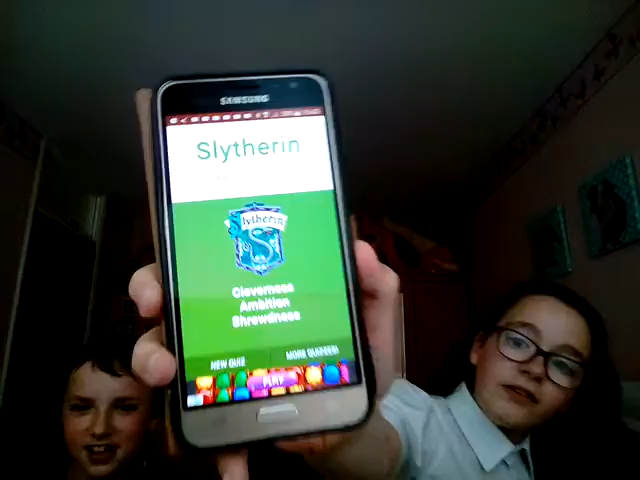 SAMSUNG
Slytherin
Slytherin
Cleverness
Ambition
Shrewdness
NEW QUIZ
MORE QUIZZES!
PLAY